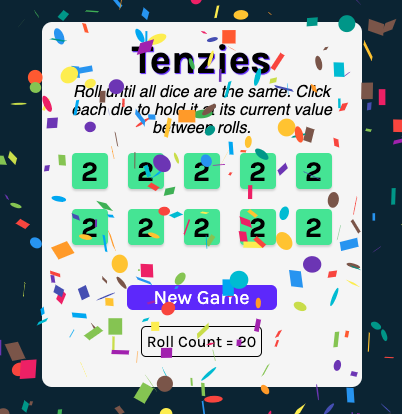 Tenzies
Roll until all dice are the same. Click
each die to hold it at its current value
between rolls.
2 2 2 2 2
2 2 2 2 2
New Game
Roll Count = 20